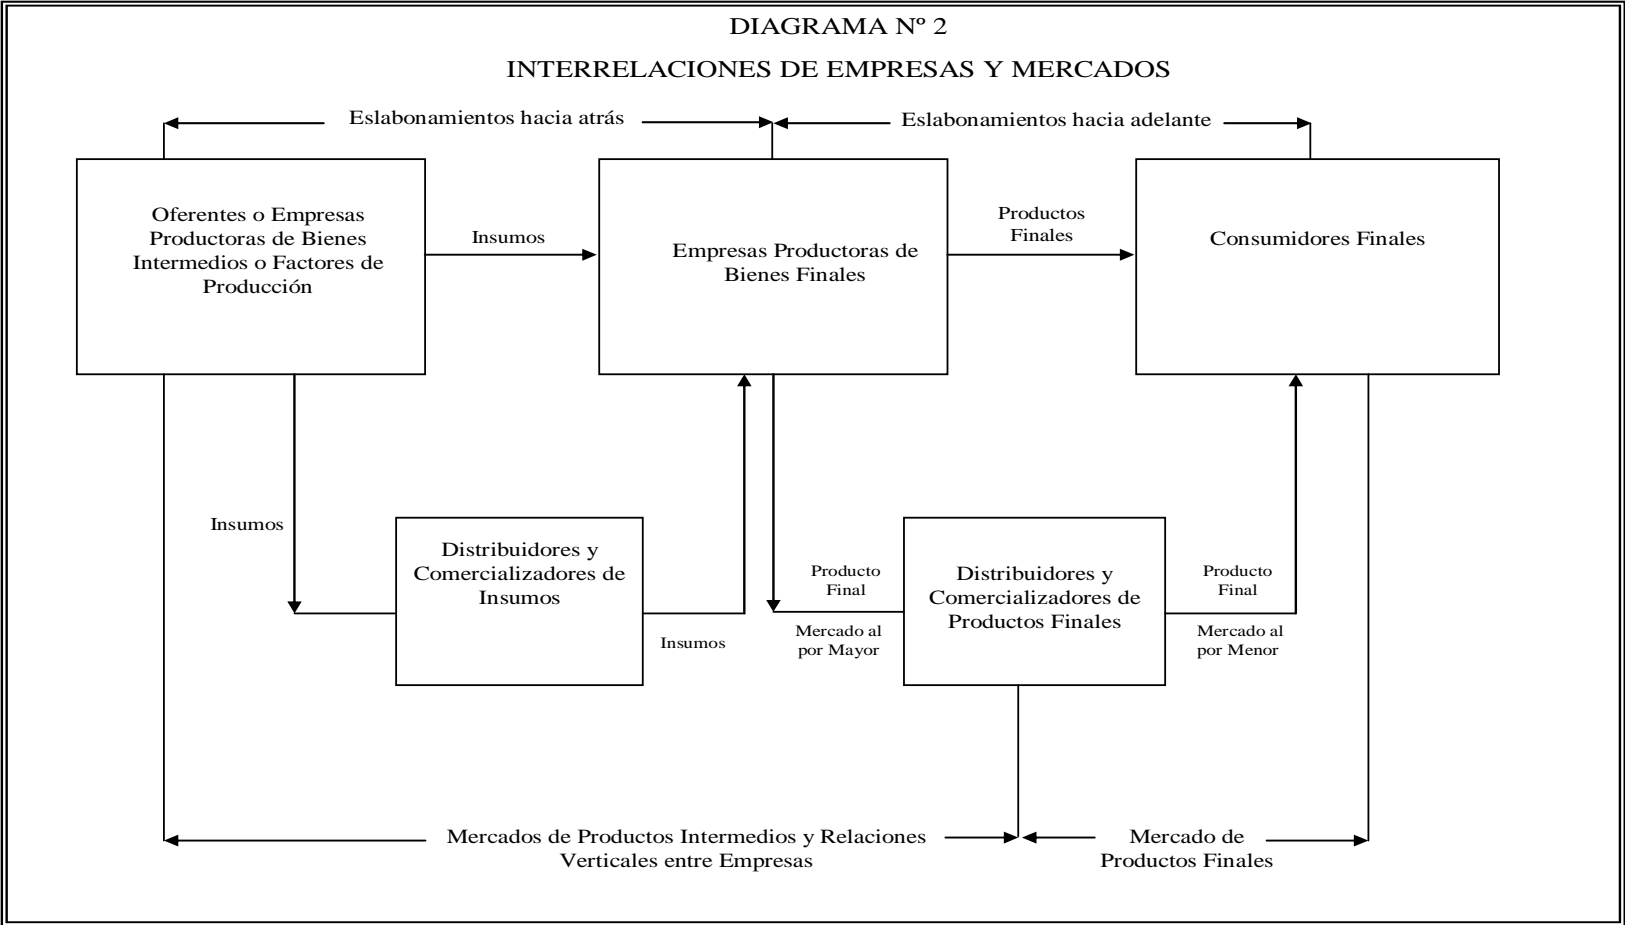 DIAGRAMA Nº 2
INTERRELACIONES DE EMPRESAS Y MERCADOS
Eslabonamientos hacia atrás
Eslabonamientos hacia adelante
Oferentes o Empresas
Productoras de Bienes
Intermedios o Factores de
Producción
Insumos
Empresas Productoras de
Bienes Finales
Productos
Finales
Consumidores Finales
Insumos
Distribuidores y
Comercializadores de
Insumos
Insumos
Producto
Final
Mercado al
por Mayor
Distribuidores y
Comercializadores de
Productos Finales
Producto
Final
Mercado al
por Menor
Mercados de Productos Intermedios y Relaciones
Verticales entre Empresas
Mercado de
Productos Finales